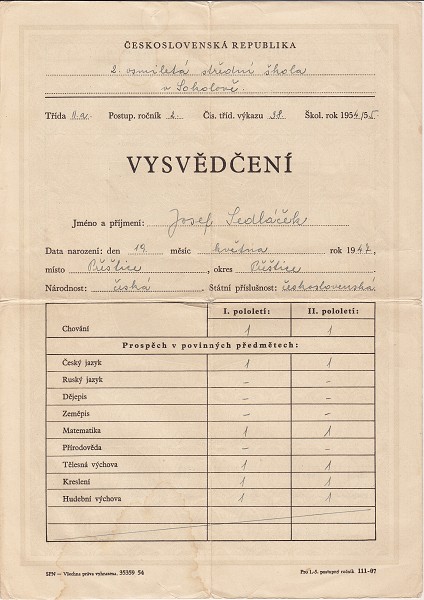 ČESKOSLOVENSKÁ REPUBLIKA
2. osmiletá střední škola
v Sokolově.
Třída II.a. Postup. ročník 2. Čís. tříd. výkazu 38. Škol. rok 1954/55.
VYSVĚDČENÍ
Jméno a příjmení: Josef Sedláček
Data narození: den 19. měsíc května rok 1947,
místo Přeštice, okres Přeštice
Národnost: česká. Státní příslušnost: československá
I. pololetí: II. pololetí:
Chování 1 1
Prospěch v povinných předmětech:
Český jazyk 1 1
Ruský jazyk – –
Dějepis – –
Zeměpis – –
Matematika 1 1
Přírodověda – –
Tělesná výchova 1 1
Kreslení 1 1
Hudební výchova 1 1
SPN — Všechna práva vyhrazena. 35359 54 Pro 1.-5. postupný ročník 111-07